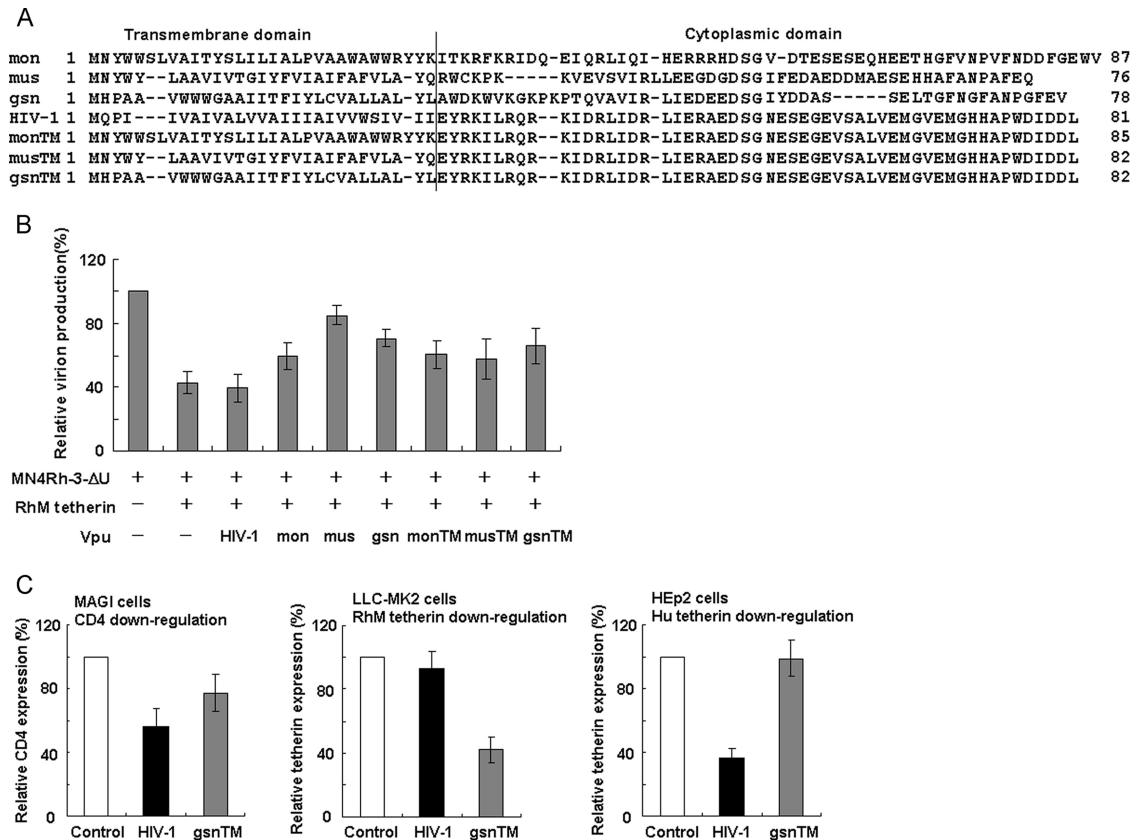 A
Transmembrane domain Cytoplasmic domain
mon 1 MNYWWSLVAITYSLILIALPVAAWAWWRYYKITKRFKRIDQ-EIQRLIQI-HERRRHDSGV-DTESESEQHEETHGFVNPVFNDDFGEWV 87
mus 1 MNYWY--LAAVIVTGIYFVIAIFAFVLA-YQRWCKPK-----KVEVSVIRLLEEGDGDSGIFEDAEDDMAESEHHAFANPAFEQ 76
gsn 1 MHPAA--VWWWGAAIITFIYLCVALLAL-YLAWDKWVKGKPKPTQVAVIR-LIEDEEDSGIYDDAS-----SELTGFNGFANPGFEV 78
HIV-1 1 MQPI---IVAIVALVVAIIIAIVVWSIV-IIEYRKILRQR--KIDRLIDR-LIERAEDSGNESEGEVSALVEMGVEMGHHAPWDIDDL 81
monTM 1 MNYWWSLVAITYSLILIALPVAAWAWWRYYKEYRKILRQR--KIDRLIDR-LIERAEDSGNESEGEVSALVEMGVEMGHHAPWDIDDL 85
musTM 1 MNYWY--LAAVIVTGIYFVIAIFAFVLA-YQEYRKILRQR--KIDRLIDR-LIERAEDSGNESEGEVSALVEMGVEMGHHAPWDIDDL 82
gsnTM 1 MHPAA--VWWWGAAIITFIYLCVALLAL-YLEYRKILRQR--KIDRLIDR-LIERAEDSGNESEGEVSALVEMGVEMGHHAPWDIDDL 82
B
Relative virion production(%)
120
80
40
0
MN4Rh-3-ΔU + + + + + + + + +
RhM tetherin − + + + + + + + +
Vpu − − HIV-1 mon mus gsn monTM musTM gsnTM
C
MAGI cells
CD4 down-regulation
Relative CD4 expression (%)
120
80
40
0
Control HIV-1 gsnTM
LLC-MK2 cells
RhM tetherin down-regulation
Relative tetherin expression (%)
120
80
40
0
Control HIV-1 gsnTM
HEp2 cells
Hu tetherin down-regulation
Relative tetherin expression (%)
120
80
40
0
Control HIV-1 gsnTM